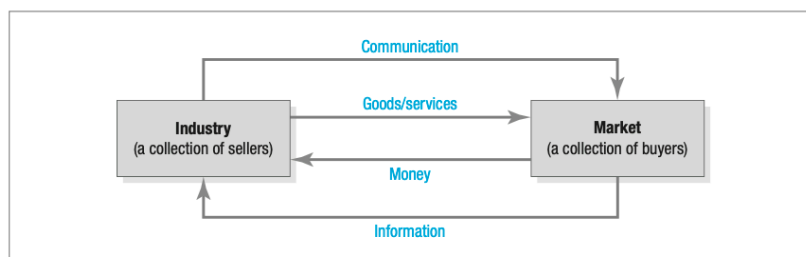 Communication
Goods/services
Industry
(a collection of sellers)
Market
(a collection of buyers)
Money
Information